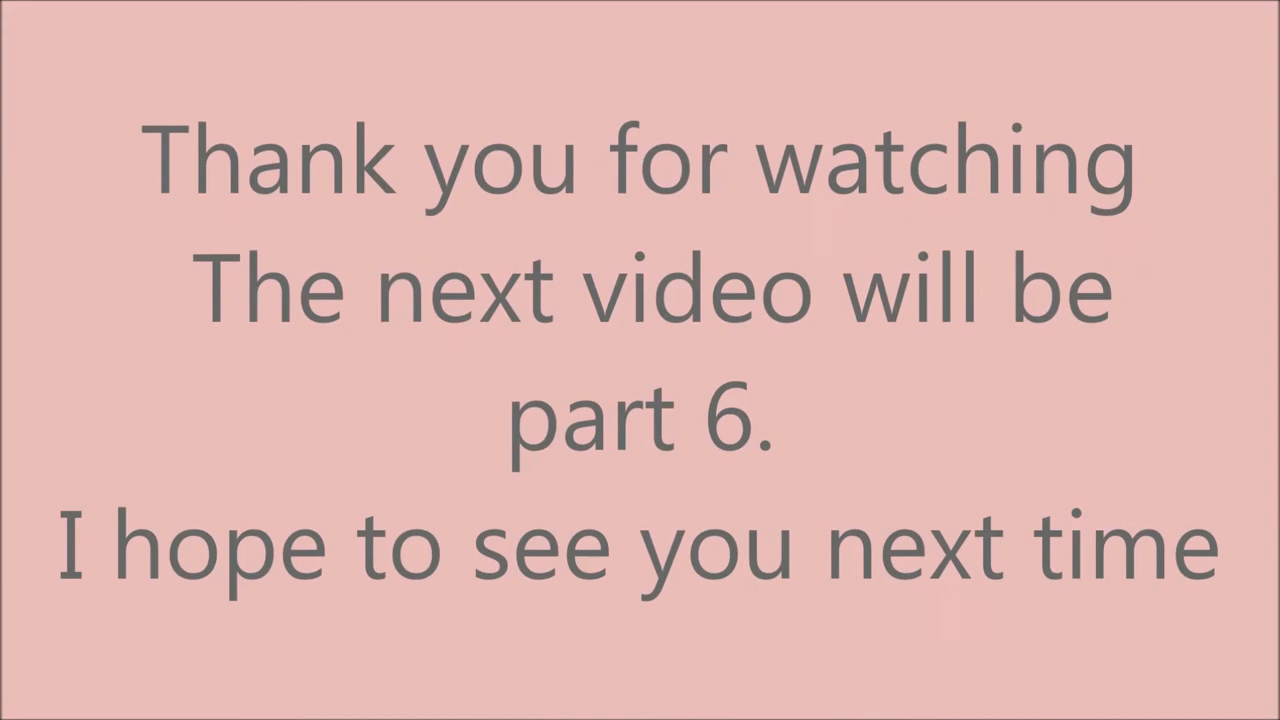 Thank you for watching
The next video will be
part 6.
I hope to see you next time